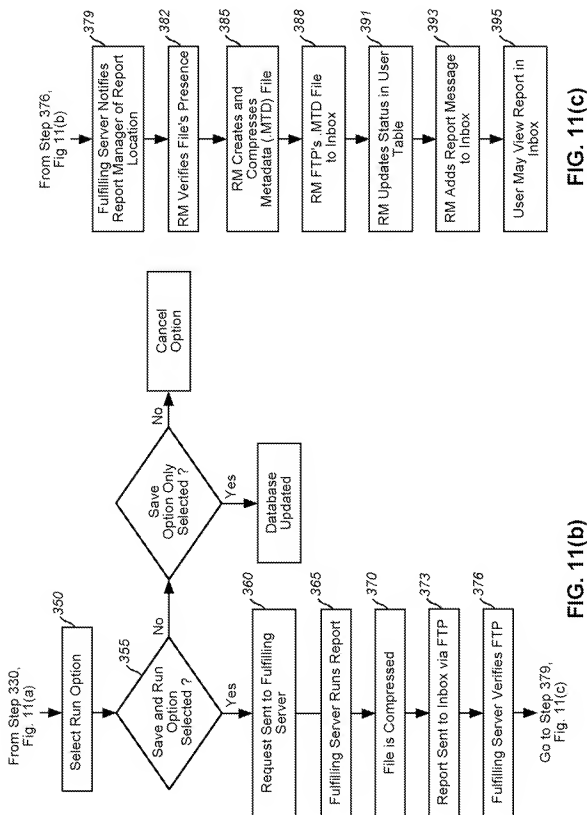 From Step 330,
Fig. 11(a)
350
Select Run Option
355
Save and Run
Option
Selected ?
No
Yes
Save
Option Only
Selected ?
No
Cancel
Option
Yes
Database
Updated
360
Request Sent to Fulfilling
Server
365
Fulfilling Server Runs Report
370
File is Compressed
373
Report Sent to Inbox via FTP
376
Fulfilling Server Verifies FTP
Go to Step 379,
Fig. 11(c)
FIG. 11(b)
From Step 376,
Fig 11(b)
379
Fulfilling Server Notifies
Report Manager of Report
Location
382
RM Verifies File's Presence
385
RM Creates and
Compresses
Metadata (.MTD) File
388
RM FTP's .MTD File
to Inbox
391
RM Updates Status in User
Table
393
RM Adds Report Message
to Inbox
395
User May View Report in
Inbox
FIG. 11(c)